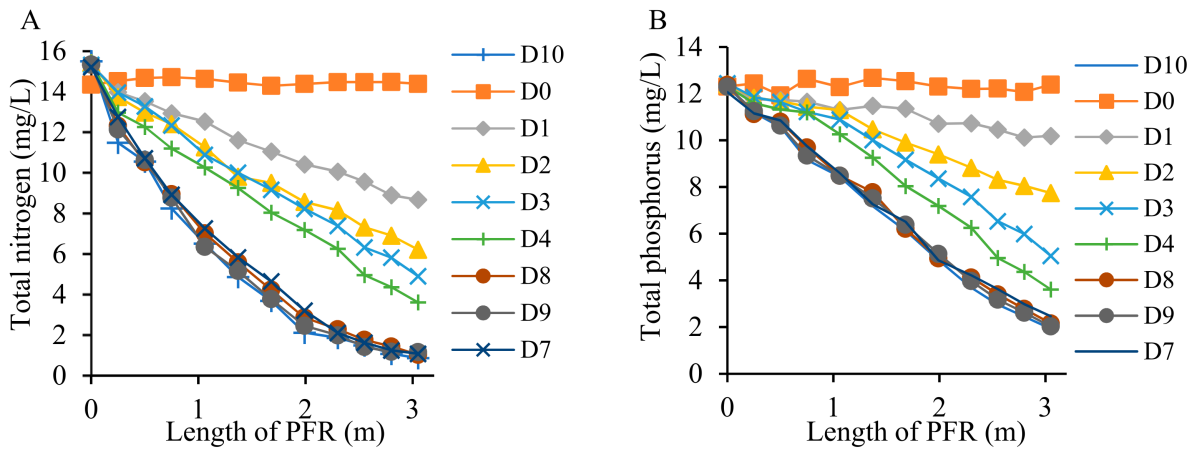 A
Total nitrogen (mg/L)
16
14
12
10
8
6
4
2
0
0
1
2
3
Length of PFR (m)
D10
D0
D1
D2
D3
D4
D8
D9
D7
B
Total phosphorus (mg/L)
14
12
10
8
6
4
2
0
0
1
2
3
Length of PFR (m)
D10
D0
D1
D2
D3
D4
D8
D9
D7